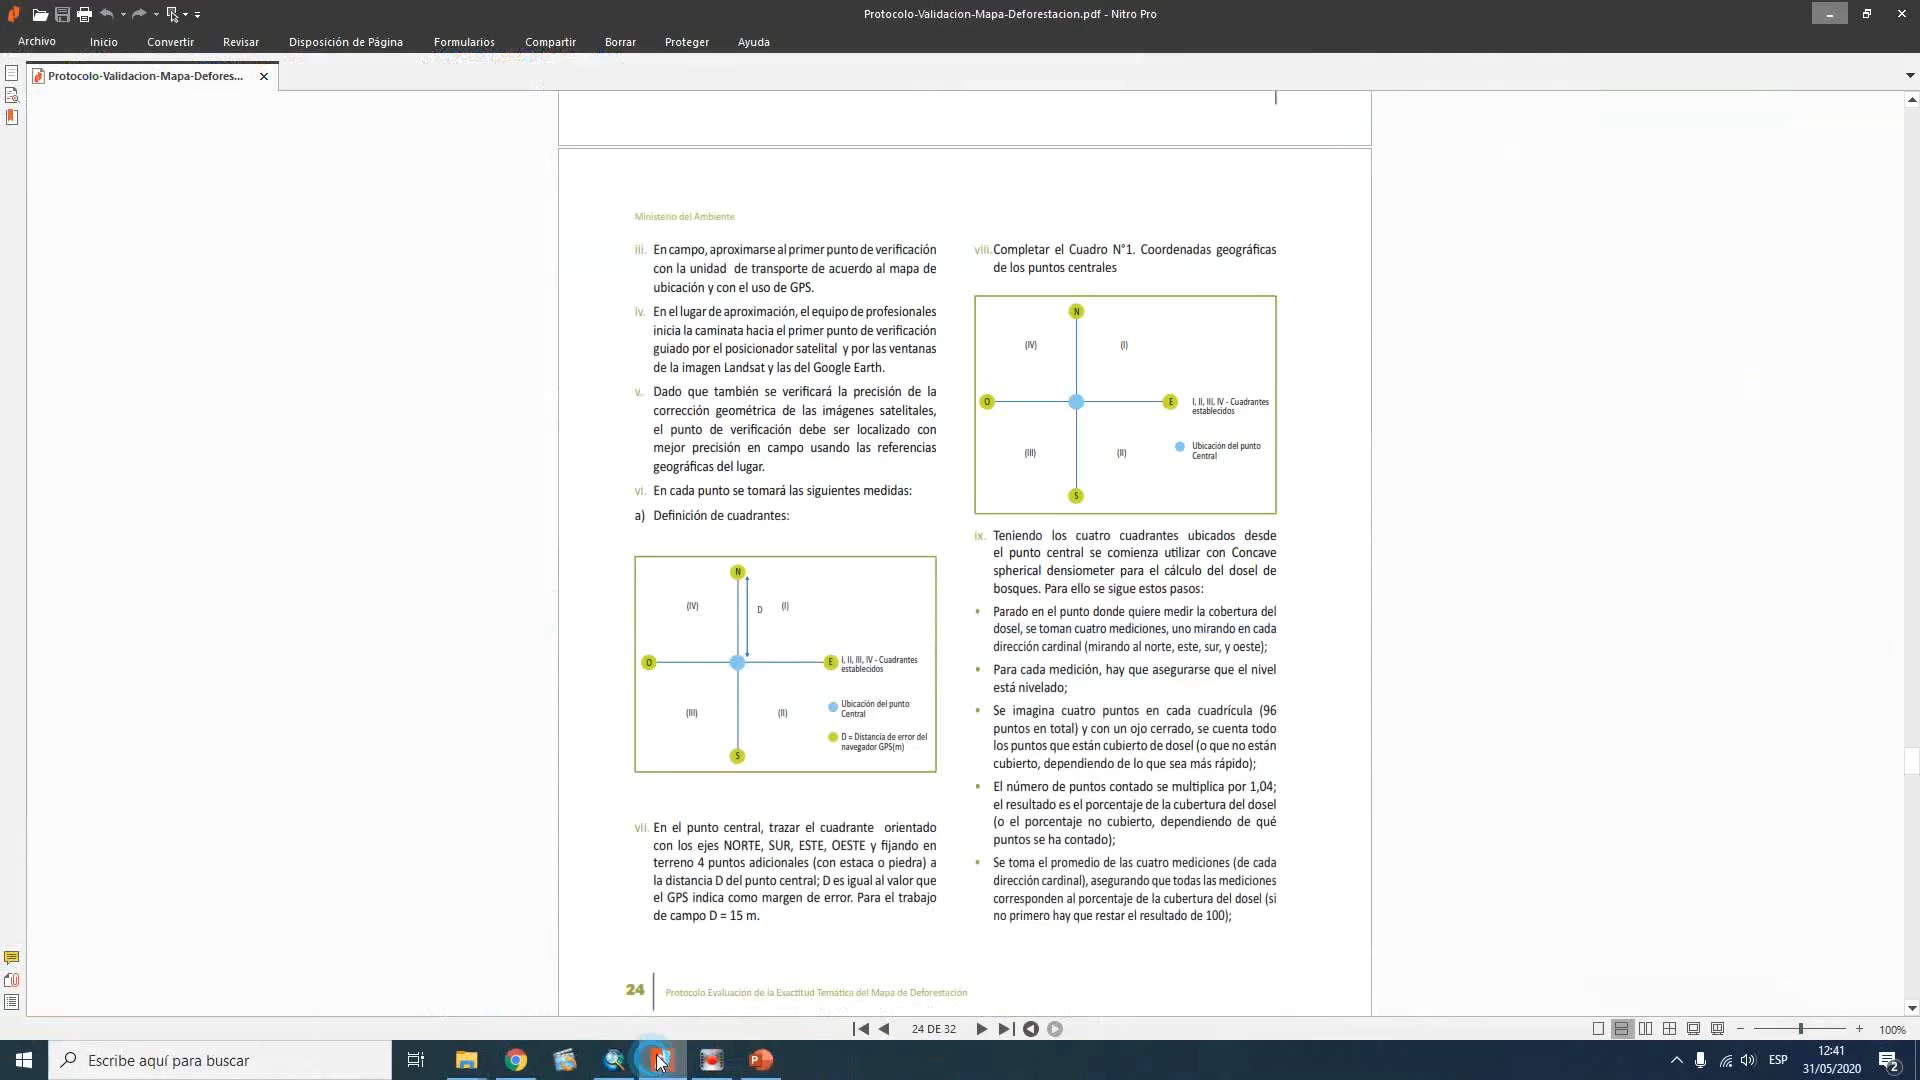 Protocolo-Validacion-Mapa-Deforestacion.pdf - Nitro Pro
Archivo Inicio Convertir Revisar Disposición de Página Formularios Compartir Borrar Proteger Ayuda
Protocolo-Validacion-Mapa-Defores...
Ministerio del Ambiente
iii. En campo, aproximarse al primer punto de verificación
con la unidad de transporte de acuerdo al mapa de
ubicación y con el uso de GPS.
iv. En el lugar de aproximación, el equipo de profesionales
inicia la caminata hacia el primer punto de verificación
guiado por el posicionador satelital y por las ventanas
de la imagen Landsat y las del Google Earth.
v. Dado que también se verificará la precisión de la
corrección geométrica de las imágenes satelitales,
el punto de verificación debe ser localizado con
mejor precisión en campo usando las referencias
geográficas del lugar.
vi. En cada punto se tomará las siguientes medidas:
a) Definición de cuadrantes:
N
(IV) D (I)
O E I, II, III, IV - Cuadrantes
establecidos
(III) (II) Ubicación del punto
Central
D = Distancia de error del
navegador GPS(m)
S
vii. En el punto central, trazar el cuadrante orientado
con los ejes NORTE, SUR, ESTE, OESTE y fijando en
terreno 4 puntos adicionales (con estaca o piedra) a
la distancia D del punto central; D es igual al valor que
el GPS indica como margen de error. Para el trabajo
de campo D = 15 m.
viii. Completar el Cuadro N°1. Coordenadas geográficas
de los puntos centrales
N
(IV) (I)
O E I, II, III, IV - Cuadrantes
establecidos
(III) (II) Ubicación del punto
Central
S
ix. Teniendo los cuatro cuadrantes ubicados desde
el punto central se comienza utilizar con Concave
spherical densiometer para el cálculo del dosel de
bosques. Para ello se sigue estos pasos:
• Parado en el punto donde quiere medir la cobertura del
dosel, se toman cuatro mediciones, uno mirando en cada
dirección cardinal (mirando al norte, este, sur, y oeste);
• Para cada medición, hay que asegurarse que el nivel
está nivelado;
• Se imagina cuatro puntos en cada cuadrícula (96
puntos en total) y con un ojo cerrado, se cuenta todo
los puntos que están cubierto de dosel (o que no están
cubierto, dependiendo de lo que sea más rápido);
• El número de puntos contado se multiplica por 1,04;
el resultado es el porcentaje de la cubertura del dosel
(o el porcentaje no cubierto, dependiendo de qué
puntos se ha contado);
• Se toma el promedio de las cuatro mediciones (de cada
dirección cardinal), asegurando que todas las mediciones
corresponden al porcentaje de la cubertura del dosel (si
no primero hay que restar el resultado de 100);
24 Protocolo Evaluación de la Exactitud Temática del Mapa de Deforestación
24 DE 32
100%
Escribe aquí para buscar
ESP
12:41
31/05/2020
2